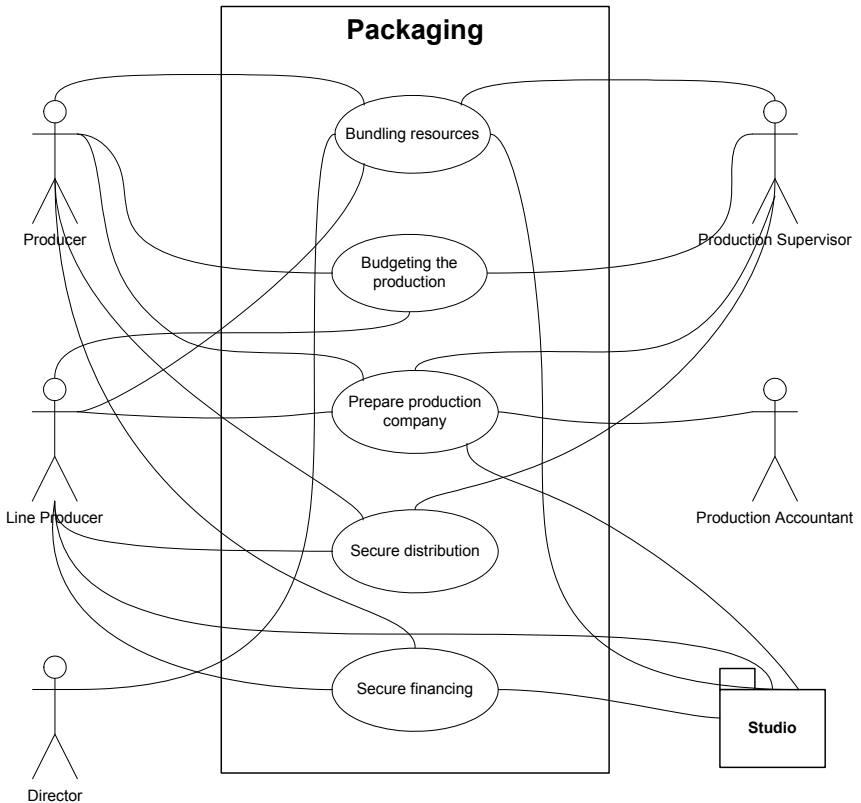 Packaging
Bundling resources
Producer
Production Supervisor
Budgeting the
production
Prepare production
company
Line Producer
Production Accountant
Secure distribution
Secure financing
Studio
Director